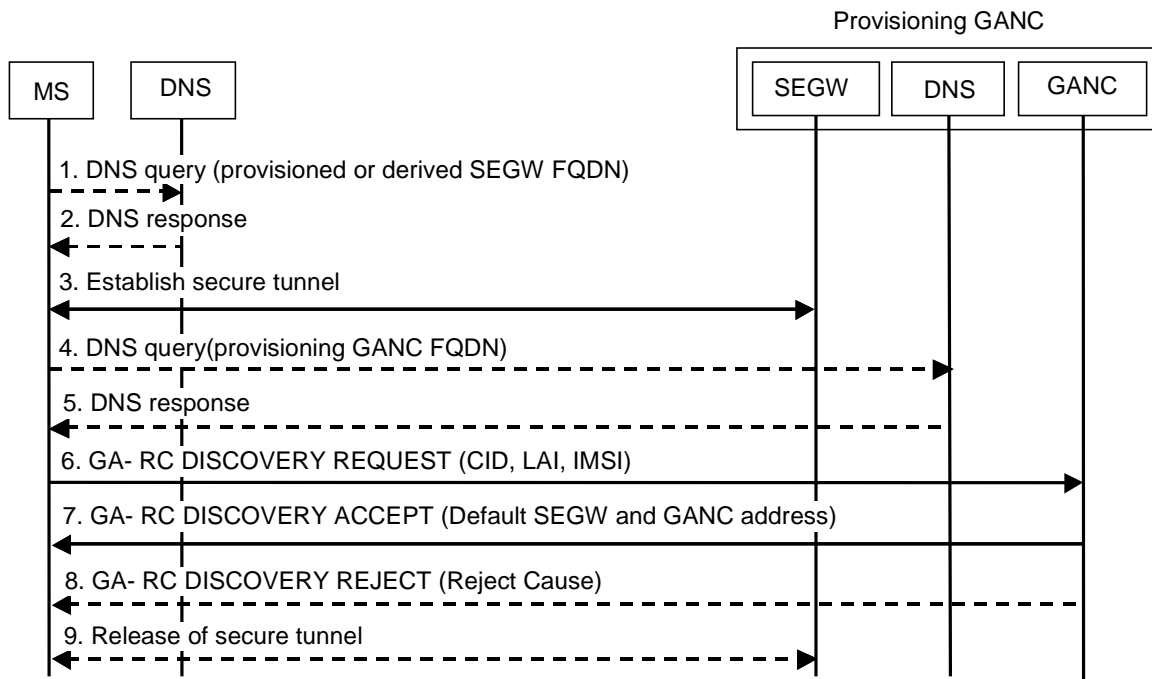 Provisioning GANC
MS
DNS
SEGW
DNS
GANC
1. DNS query (provisioned or derived SEGW FQDN)
2. DNS response
3. Establish secure tunnel
4. DNS query(provisioning GANC FQDN)
5. DNS response
6. GA- RC DISCOVERY REQUEST (CID, LAI, IMSI)
7. GA- RC DISCOVERY ACCEPT (Default SEGW and GANC address)
8. GA- RC DISCOVERY REJECT (Reject Cause)
9. Release of secure tunnel